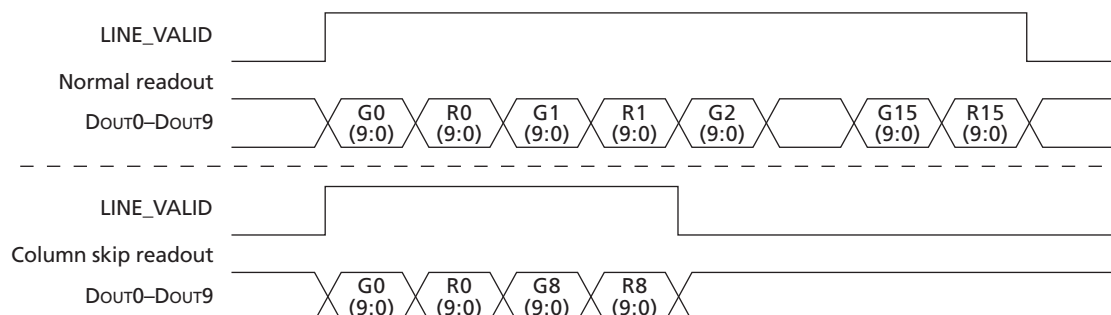 LINE_VALID
Normal readout
DOUT0–DOUT9
G0 (9:0) R0 (9:0) G1 (9:0) R1 (9:0) G2 (9:0) G15 (9:0) R15 (9:0)
LINE_VALID
Column skip readout
DOUT0–DOUT9
G0 (9:0) R0 (9:0) G8 (9:0) R8 (9:0)